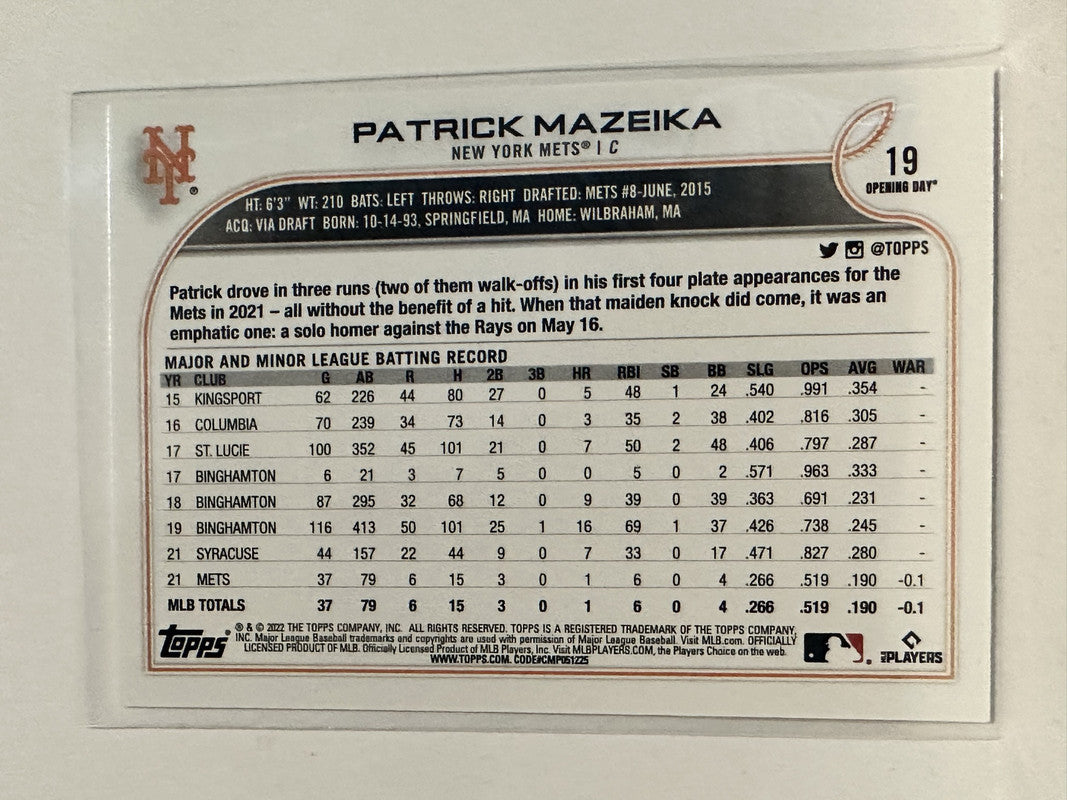 NY
PATRICK MAZEIKA
NEW YORK METS® | C
19
OPENING DAY®
HT: 6'3" WT: 210 BATS: LEFT THROWS: RIGHT DRAFTED: METS #8-JUNE, 2015
ACQ: VIA DRAFT BORN: 10-14-93, SPRINGFIELD, MA HOME: WILBRAHAM, MA
@TOPPS
Patrick drove in three runs (two of them walk-offs) in his first four plate appearances for the
Mets in 2021 – all without the benefit of a hit. When that maiden knock did come, it was an
emphatic one: a solo homer against the Rays on May 16.
MAJOR AND MINOR LEAGUE BATTING RECORD
YR CLUB G AB R H 2B 3B HR RBI SB BB SLG OPS AVG WAR
15 KINGSPORT 62 226 44 80 27 0 5 48 1 24 .540 .991 .354 -
16 COLUMBIA 70 239 34 73 14 0 3 35 2 38 .402 .816 .305 -
17 ST. LUCIE 100 352 45 101 21 0 7 50 2 48 .406 .797 .287 -
17 BINGHAMTON 6 21 3 7 5 0 0 5 0 2 .571 .963 .333 -
18 BINGHAMTON 87 295 32 68 12 0 9 39 0 39 .363 .691 .231 -
19 BINGHAMTON 116 413 50 101 25 1 16 69 1 37 .426 .738 .245 -
21 SYRACUSE 44 157 22 44 9 0 7 33 0 17 .471 .827 .280 -
21 METS 37 79 6 15 3 0 1 6 0 4 .266 .519 .190 -0.1
MLB TOTALS 37 79 6 15 3 0 1 6 0 4 .266 .519 .190 -0.1
Topps
® & © 2022 THE TOPPS COMPANY, INC. ALL RIGHTS RESERVED. TOPPS IS A REGISTERED TRADEMARK OF THE TOPPS COMPANY,
INC. Major League Baseball trademarks and copyrights are used with permission of Major League Baseball. Visit MLB.com. OFFICIALLY
LICENSED PRODUCT OF MLB. Officially Licensed Product of MLB Players, Inc. Visit MLBPLAYERS.COM, the Players Choice on the web.
WWW.TOPPS.COM. CODE#CMP051225
MLB PLAYERS